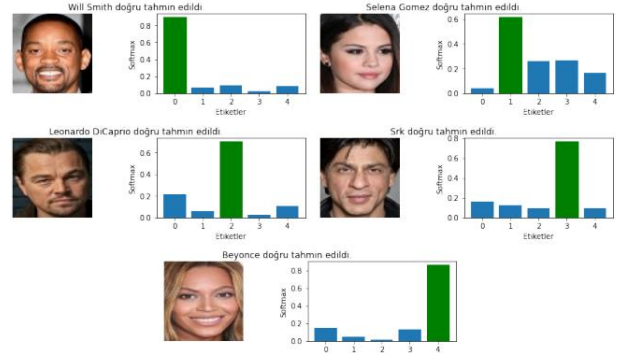 Will Smith doğru tahmin edildi
Softmax
0.8
0.6
0.4
0.2
0.0
0 1 2 3 4
Etiketler
Selena Gomez doğru tahmin edildi.
Softmax
0.6
0.4
0.2
0.0
0 1 2 3 4
Etiketler
Leonardo DiCaprio doğru tahmin edildi.
Softmax
0.6
0.4
0.2
0.0
0 1 2 3 4
Etiketler
Srk doğru tahmin edildi.
Softmax
0.8
0.6
0.4
0.2
0.0
0 1 2 3 4
Etiketler
Beyonce doğru tahmin edildi.
Softmax
0.8
0.6
0.4
0.2
0.0
0 1 2 3 4